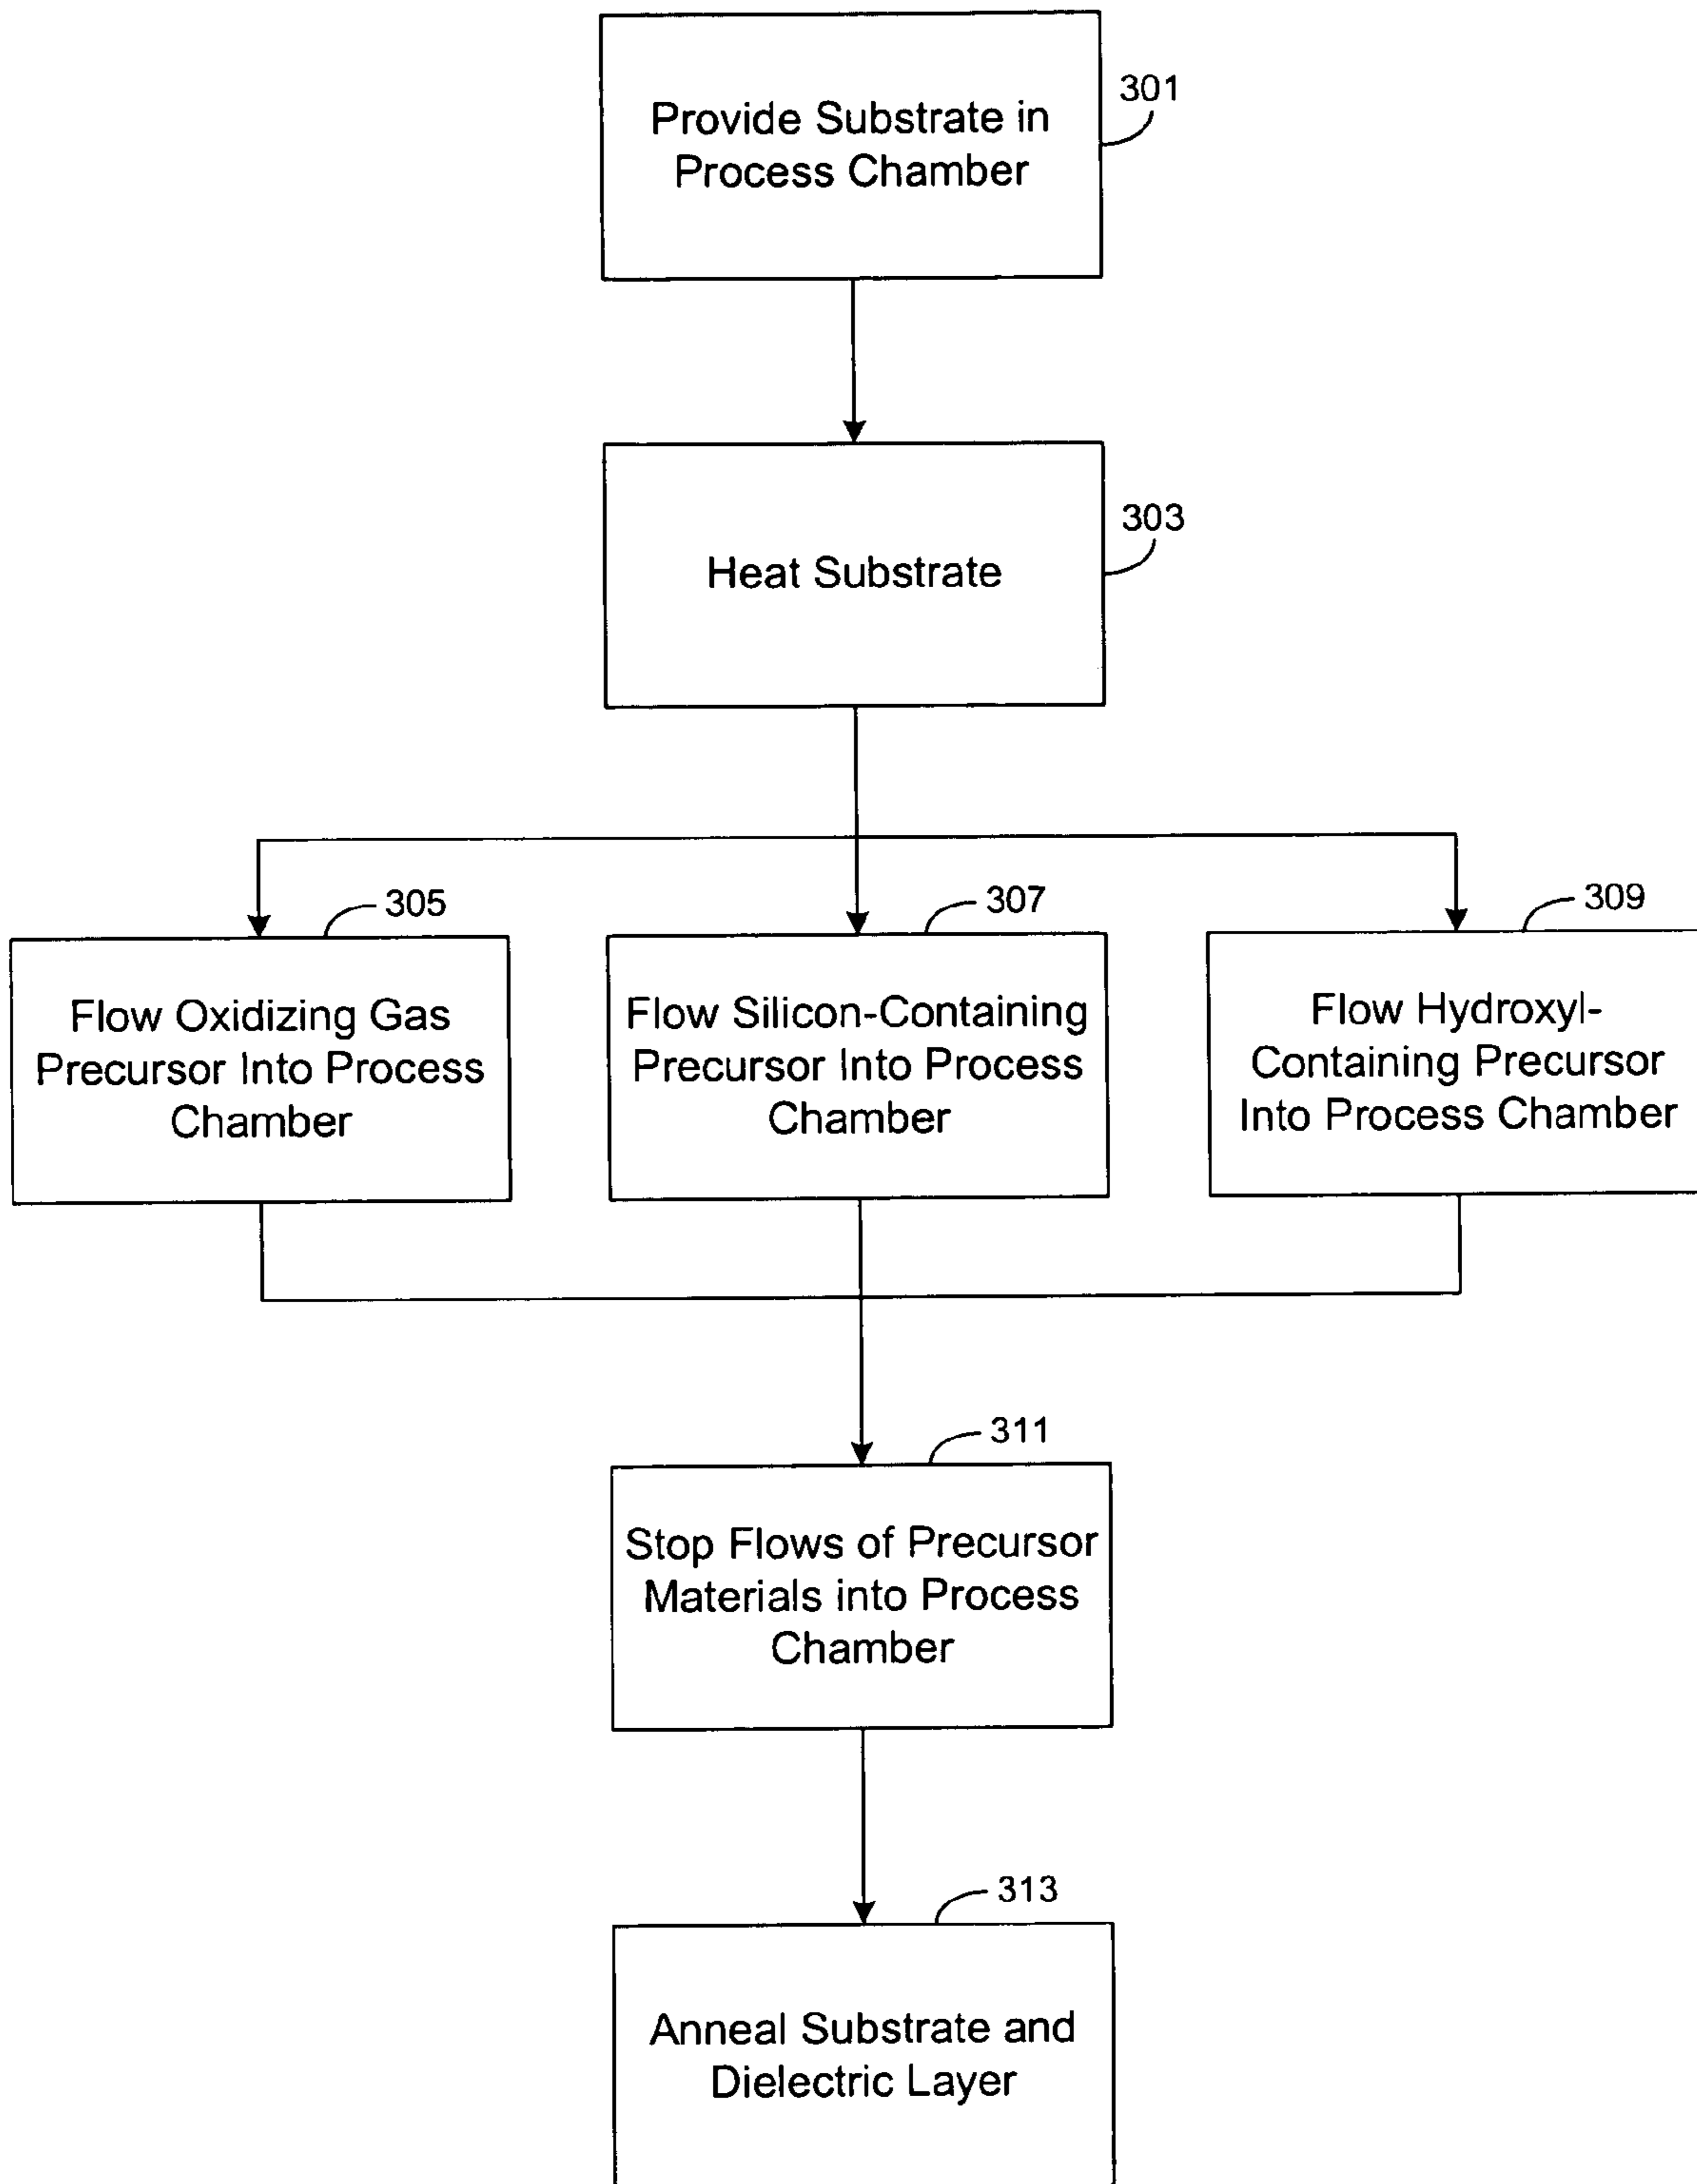 Provide Substrate in
Process Chamber
301
Heat Substrate
303
305
Flow Oxidizing Gas
Precursor Into Process
Chamber
307
Flow Silicon-Containing
Precursor Into Process
Chamber
309
Flow Hydroxyl-
Containing Precursor
Into Process Chamber
311
Stop Flows of Precursor
Materials into Process
Chamber
313
Anneal Substrate and
Dielectric Layer